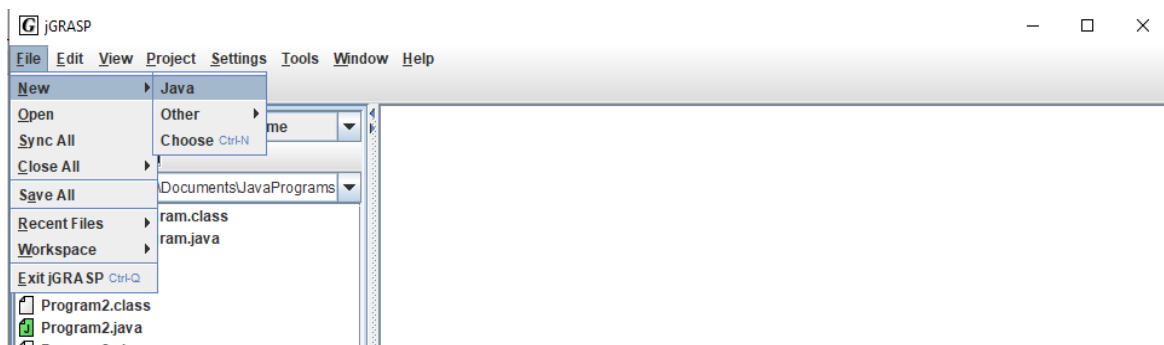 G jGRASP
File Edit View Project Settings Tools Window Help
New Java
Open Other
me
Sync All Choose Ctrl-N
Close All
Save All \Documents\JavaPrograms
Recent Files ram.class
Workspace ram.java
Exit jGRASP Ctrl-Q
Program2.class
J Program2.java